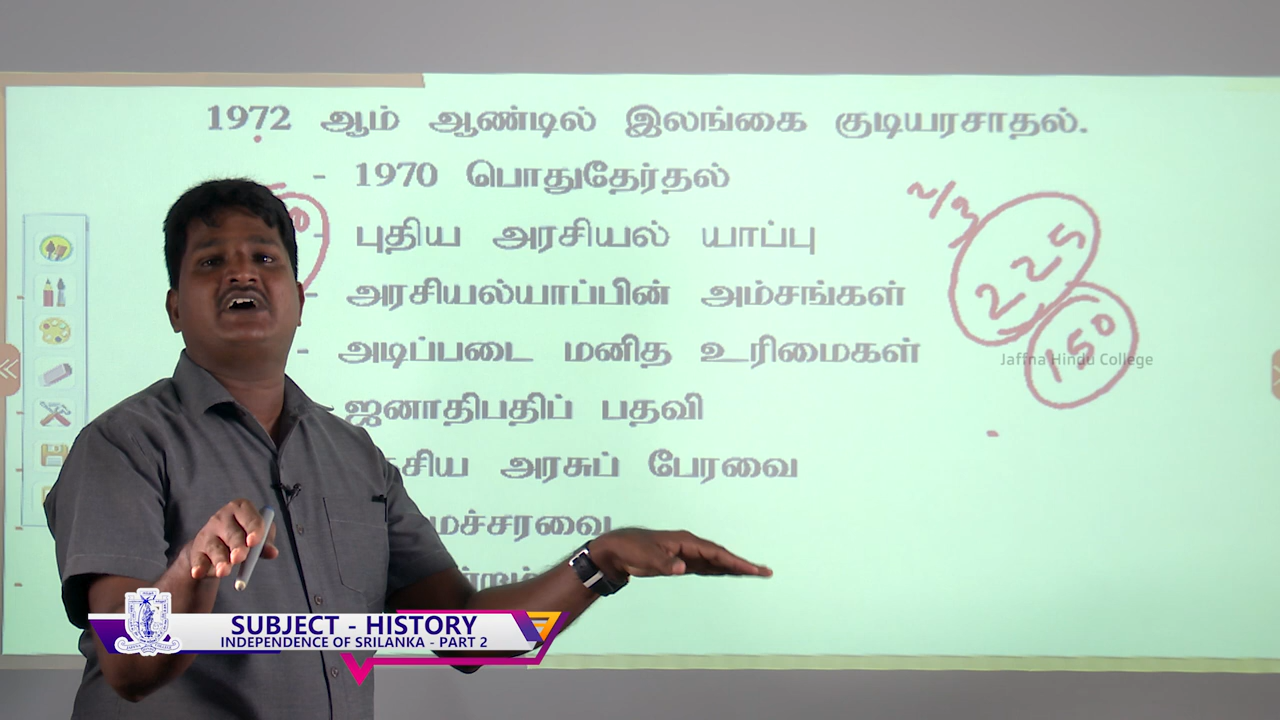 1972 ஆம் ஆண்டில் இலங்கை குடியரசாதல்.
- 1970 பொதுதேர்தல்
- புதிய அரசியல் யாப்பு
- அரசியல்யாப்பின் அம்சங்கள்
- அடிப்படை மனித உரிமைகள்
- ஜனாதிபதிப் பதவி
அரசுப் பேரவை
2/3
225
150
Jaffna Hindu College
SUBJECT - HISTORY
INDEPENDENCE OF SRILANKA - PART 2